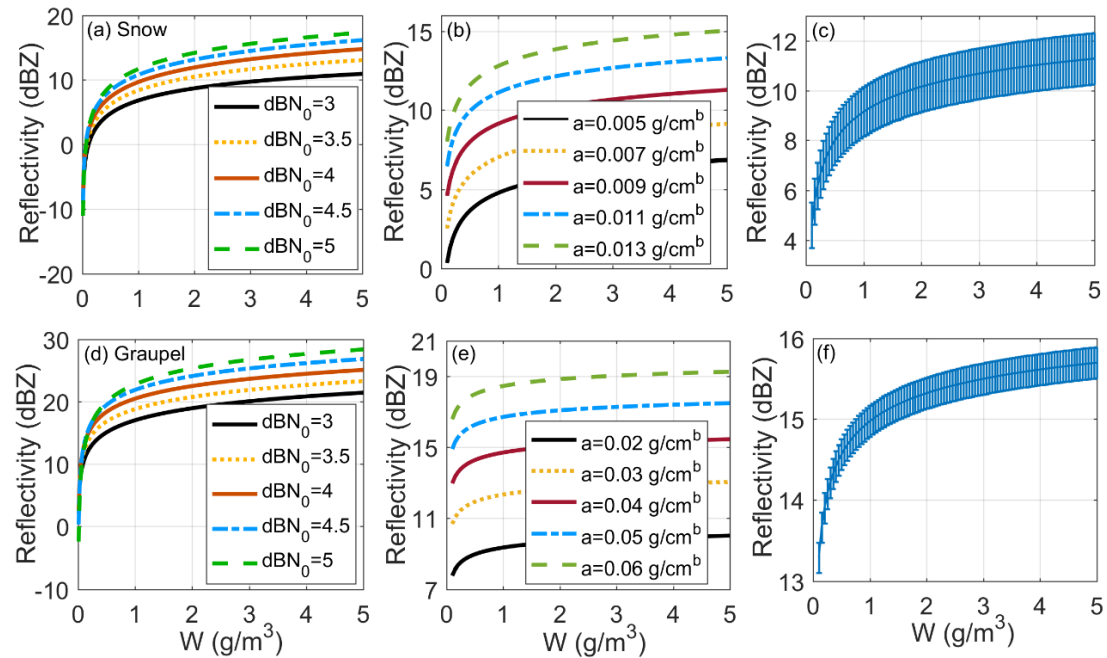 (a) Snow
Reflectivity (dBZ)
20
10
0
-10
-20
0 1 2 3 4 5
dBN0=3
dBN0=3.5
dBN0=4
dBN0=4.5
dBN0=5
(b)
Reflectivity (dBZ)
15
10
5
0
0 1 2 3 4 5
a=0.005 g/cm^b
a=0.007 g/cm^b
a=0.009 g/cm^b
a=0.011 g/cm^b
a=0.013 g/cm^b
(c)
Reflectivity (dBZ)
12
10
8
6
4
0 1 2 3 4 5
(d) Graupel
Reflectivity (dBZ)
30
20
10
0
-10
0 1 2 3 4 5
W (g/m³)
dBN0=3
dBN0=3.5
dBN0=4
dBN0=4.5
dBN0=5
(e)
Reflectivity (dBZ)
21
19
17
15
13
11
9
7
0 1 2 3 4 5
W (g/m³)
a=0.02 g/cm^b
a=0.03 g/cm^b
a=0.04 g/cm^b
a=0.05 g/cm^b
a=0.06 g/cm^b
(f)
Reflectivity (dBZ)
16
15
14
13
0 1 2 3 4 5
W (g/m³)